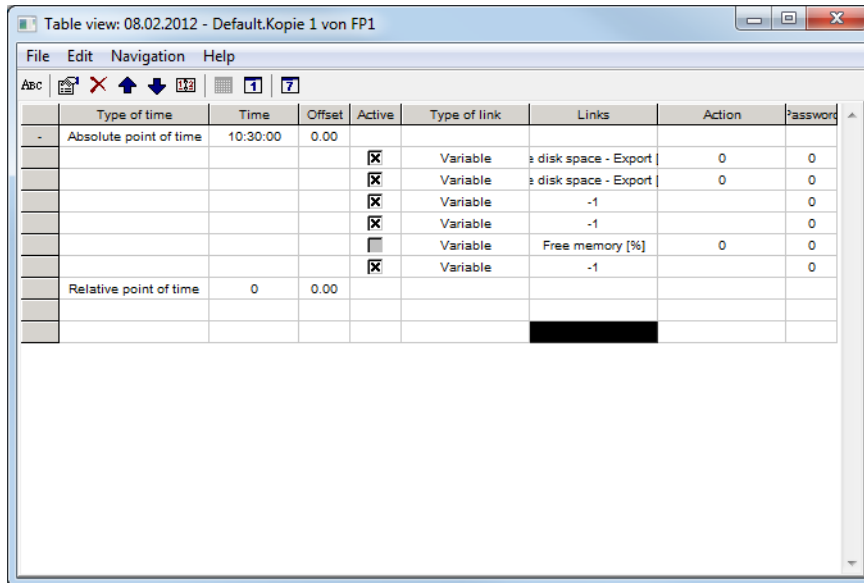 Table view: 08.02.2012 - Default.Kopie 1 von FP1
File Edit Navigation Help
ABC 1 7
Type of time Time Offset Active Type of link Links Action Password
- Absolute point of time 10:30:00 0.00
Variable e disk space - Export [ 0 0
Variable e disk space - Export [ 0 0
Variable -1 0
Variable -1 0
Variable Free memory [%] 0 0
Variable -1 0
Relative point of time 0 0.00